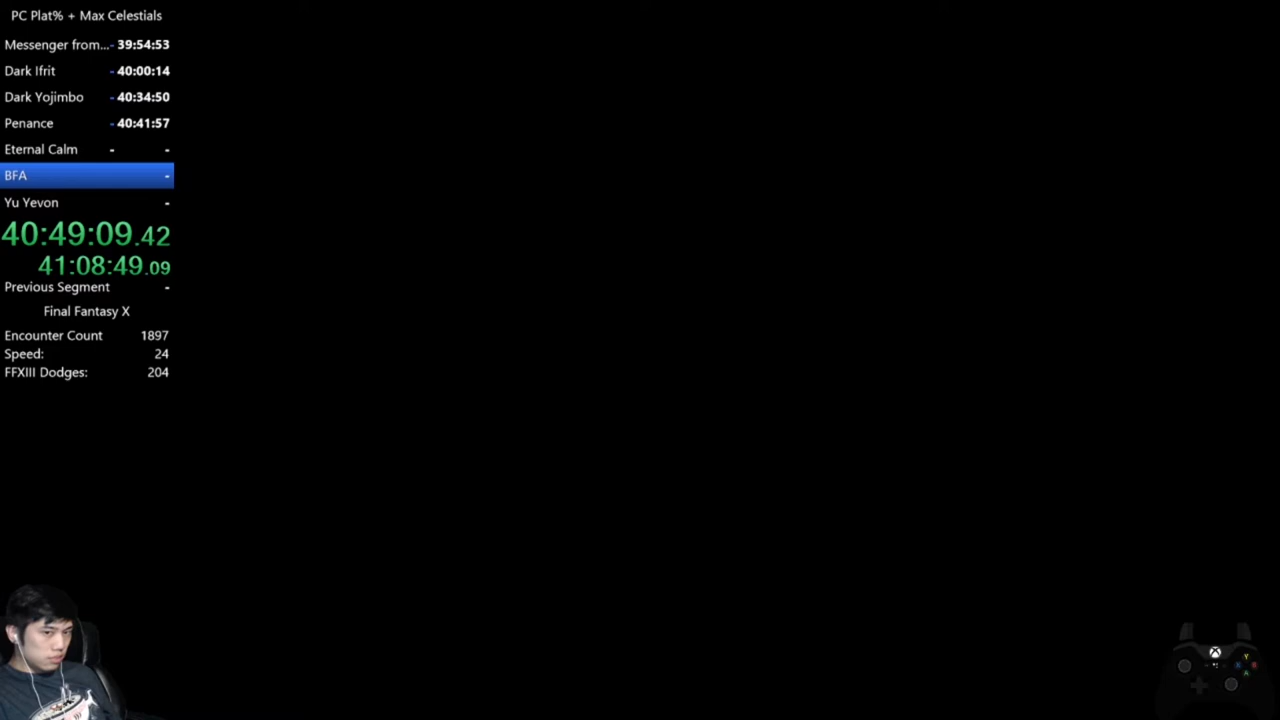 PC Plat% + Max Celestials
Messenger from... - 39:54:53
Dark Ifrit - 40:00:14
Dark Yojimbo - 40:34:50
Penance - 40:41:57
Eternal Calm - -
BFA -
Yu Yevon -
40:49:09.42
41:08:49.09
Previous Segment -
Final Fantasy X
Encounter Count 1897
Speed: 24
FFXIII Dodges: 204